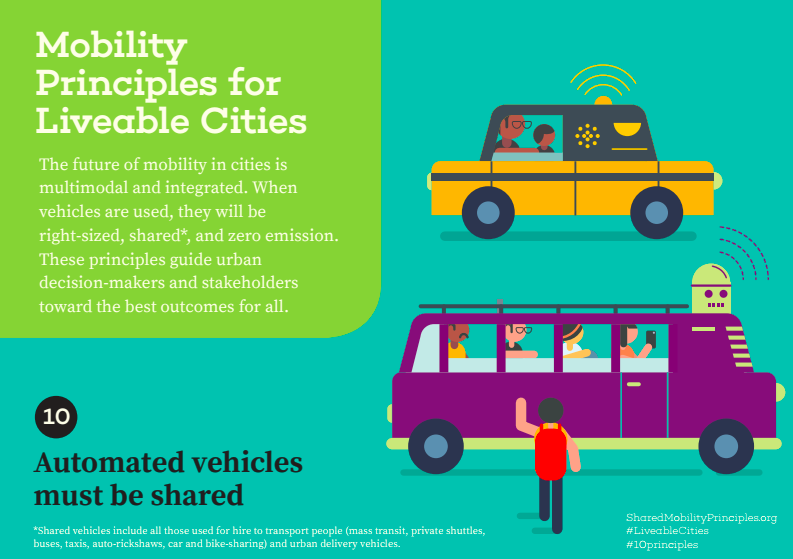 Mobility
Principles for
Liveable Cities
The future of mobility in cities is
multimodal and integrated. When
vehicles are used, they will be
right-sized, shared*, and zero emission.
These principles guide urban
decision-makers and stakeholders
toward the best outcomes for all.
10
Automated vehicles
must be shared
*Shared vehicles include all those used for hire to transport people (mass transit, private shuttles,
buses, taxis, auto-rickshaws, car and bike-sharing) and urban delivery vehicles.
SharedMobilityPrinciples.org
#LiveableCities
#10principles